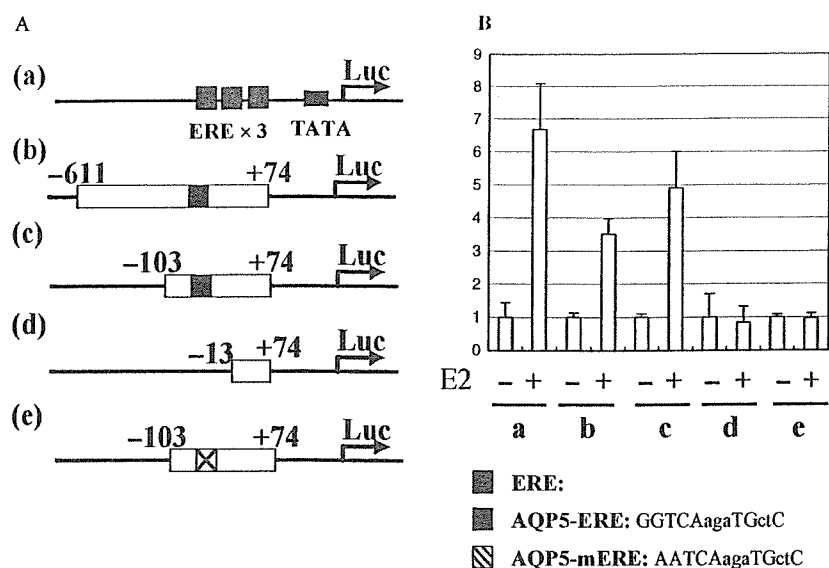 A
(a)
Luc
ERE × 3 TATA
(b)
−611 +74 Luc
(c)
−103 +74 Luc
(d)
−13 +74 Luc
(e)
−103 +74 Luc
B
9
8
7
6
5
4
3
2
1
0
E2 − + − + − + − + − +
a b c d e
ERE:
AQP5-ERE: GGTCAagaTGctC
AQP5-mERE: AATCAagaTGctC